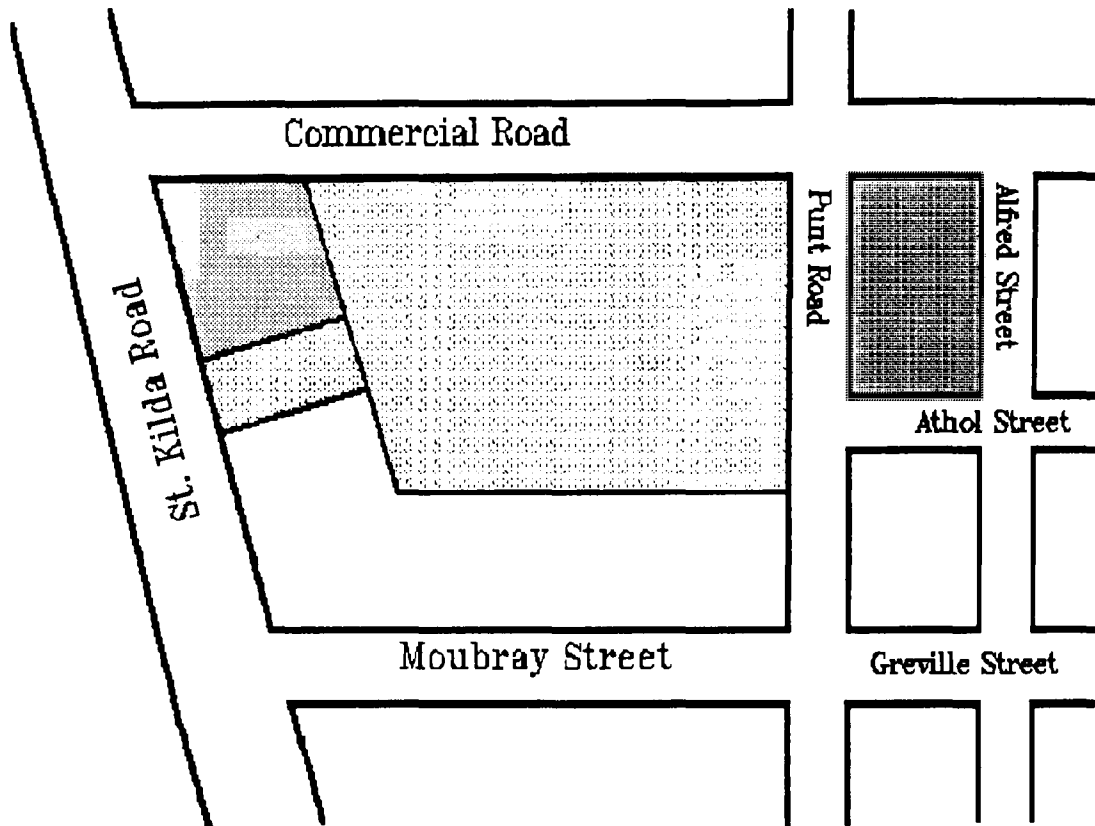 Commercial Road
Punt Road
Alfred Street
St. Kilda Road
Athol Street
Moubray Street
Greville Street